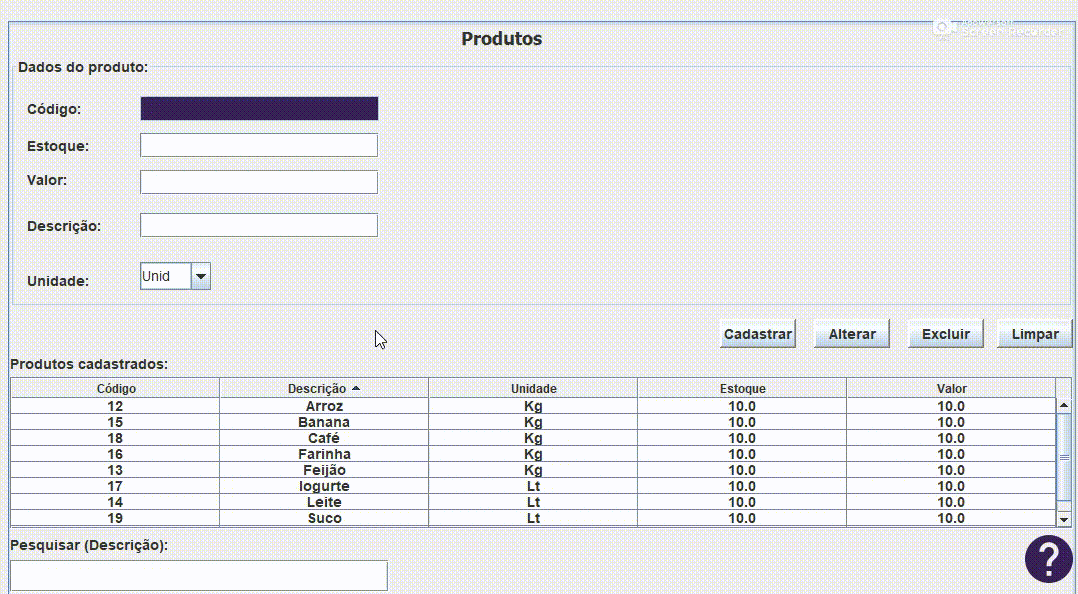 Apowersoft
Screen Recorder
Produtos
Dados do produto:
Código:
Estoque:
Valor:
Descrição:
Unidade: Unid
Cadastrar Alterar Excluir Limpar
Produtos cadastrados:
Código Descrição Unidade Estoque Valor
12 Arroz Kg 10.0 10.0
15 Banana Kg 10.0 10.0
18 Café Kg 10.0 10.0
16 Farinha Kg 10.0 10.0
13 Feijão Kg 10.0 10.0
17 Iogurte Lt 10.0 10.0
14 Leite Lt 10.0 10.0
19 Suco Lt 10.0 10.0
Pesquisar (Descrição):
?